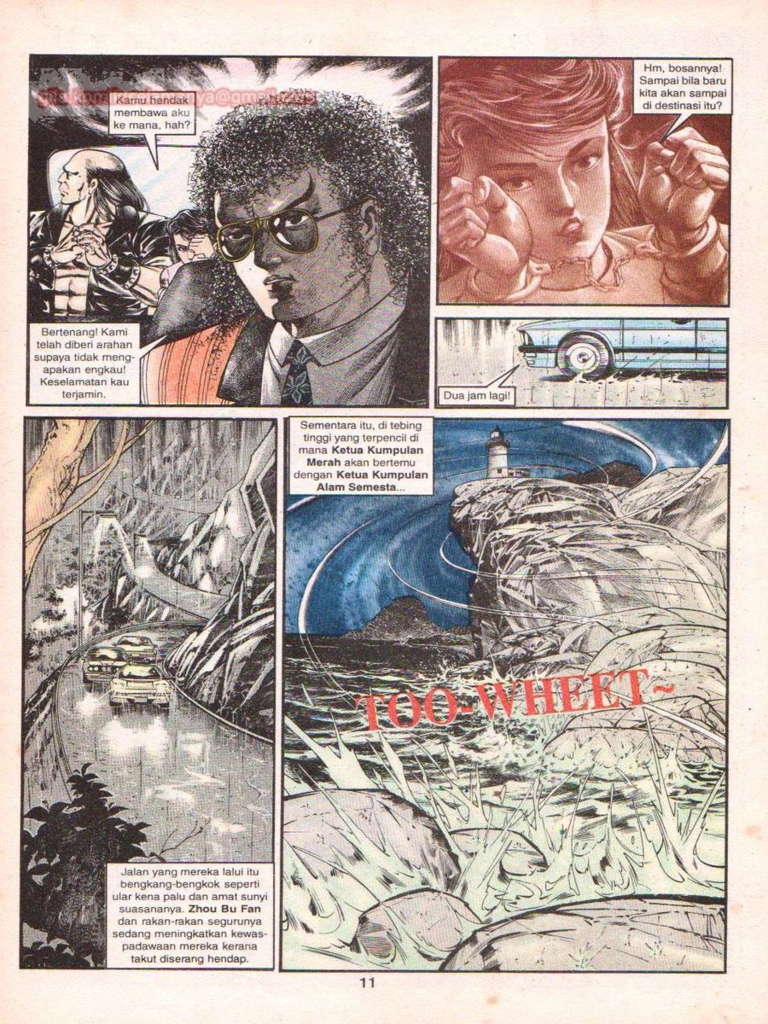 Kamu hendak
membawa aku
ke mana, hah?
Bertenang! Kami
telah diberi arahan
supaya tidak meng-
apakan engkau!
Keselamatan kau
terjamin.
Hm, bosannya!
Sampai bila baru
kita akan sampai
di destinasi itu?
Dua jam lagi!
Jalan yang mereka lalui itu
bengkang-bengkok seperti
ular kena palu dan amat sunyi
suasananya. Zhou Bu Fan
dan rakan-rakan segurunya
sedang meningkatkan kewas-
padawaan mereka kerana
takut diserang hendap.
Sementara itu, di tebing
tinggi yang terpencil di
mana Ketua Kumpulan
Merah akan bertemu
dengan Ketua Kumpulan
Alam Semesta...
TOO-WHEET~
11